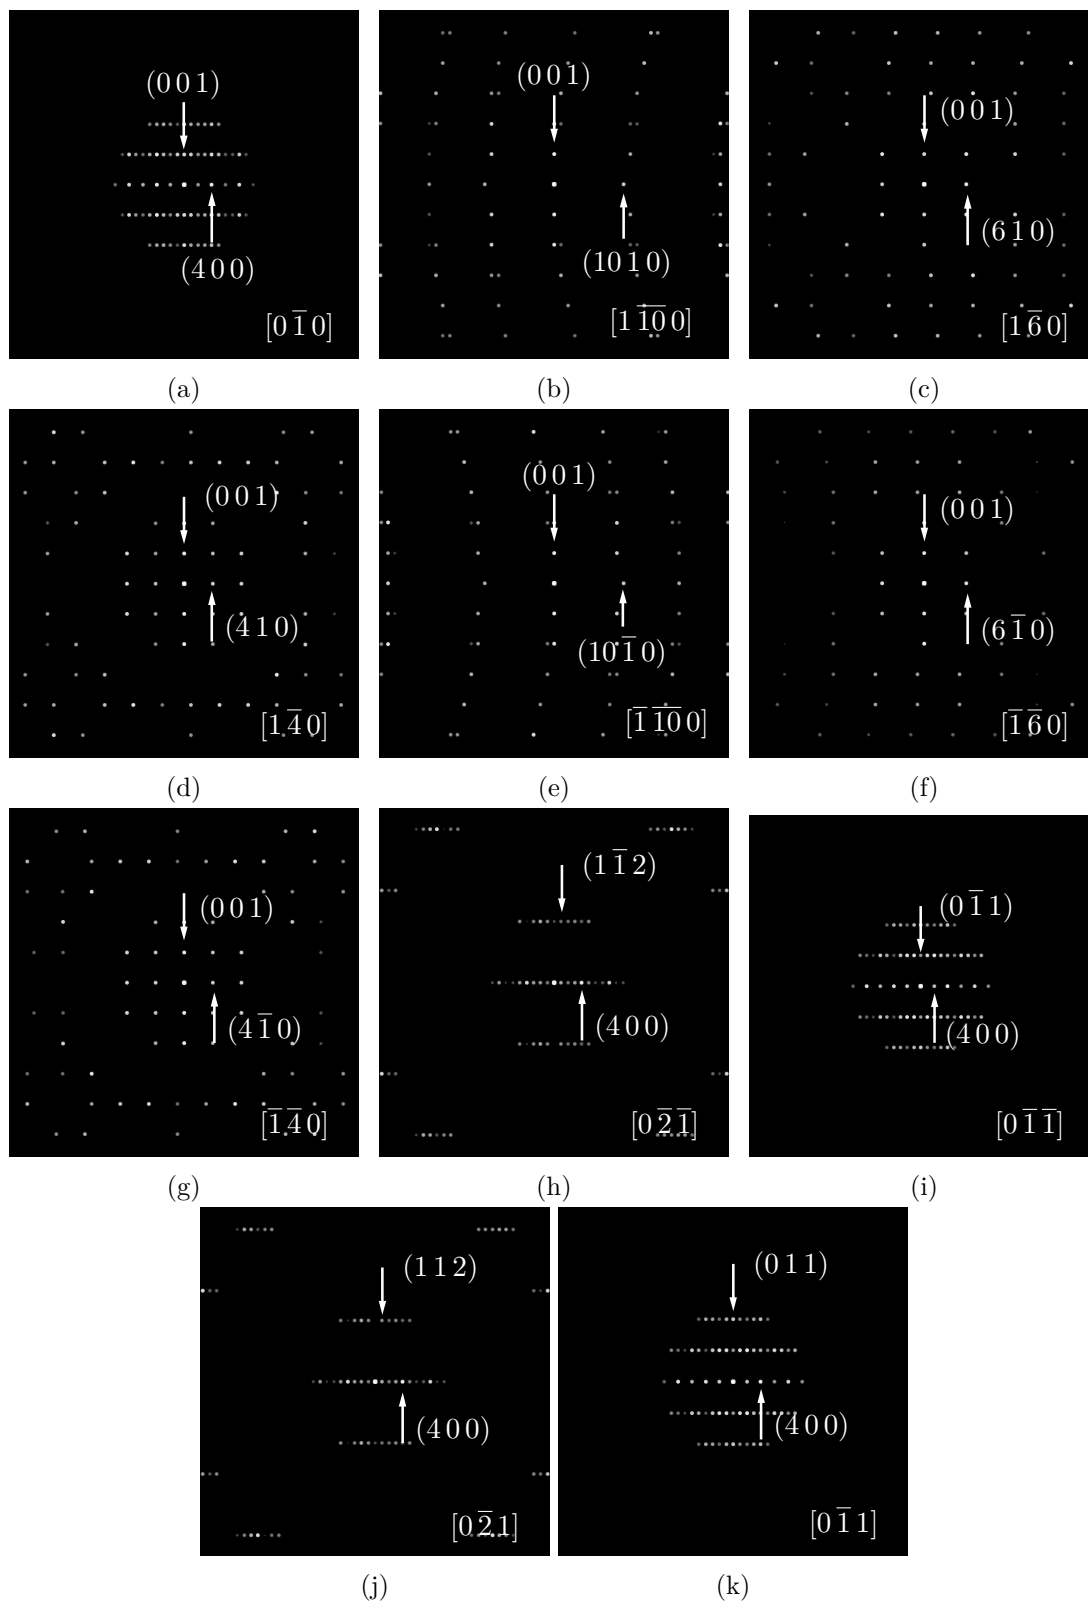 (0 0 1)
(4 0 0)
[0 1̅ 0]
(a)
(0 0 1)
(10 1 0)
[1 1̅0̅ 0]
(b)
(0 0 1)
(6 1 0)
[1 6̅ 0]
(c)
(0 0 1)
(4 1 0)
[1 4̅ 0]
(d)
(0 0 1)
(10 1̅ 0)
[1̅ 1̅0̅ 0]
(e)
(0 0 1)
(6 1̅ 0)
[1̅ 6̅ 0]
(f)
(0 0 1)
(4 1̅ 0)
[1̅ 4̅ 0]
(g)
(1 1̅ 2)
(4 0 0)
[0 2̅ 1̅]
(h)
(0 1̅ 1)
(4 0 0)
[0 1̅ 1̅]
(i)
(1 1 2)
(4 0 0)
[0 2̅ 1]
(j)
(0 1 1)
(4 0 0)
[0 1̅ 1]
(k)